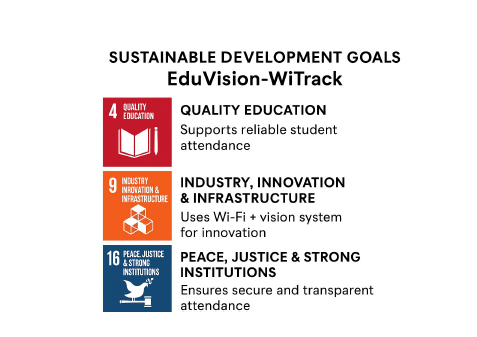 SUSTAINABLE DEVELOPMENT GOALS
EduVision-WiTrack
4 QUALITY
EDUCATION
QUALITY EDUCATION
Supports reliable student
attendance
9 INDUSTRY
INROVATION &
INFRASTRUCTURE
INDUSTRY, INNOVATION
& INFRASTRUCTURE
Uses Wi-Fi + vision system
for innovation
16 PEACE, JUSTICE
& STRONG
INSTITUTIONS
PEACE, JUSTICE & STRONG
INSTITUTIONS
Ensures secure and transparent
attendance